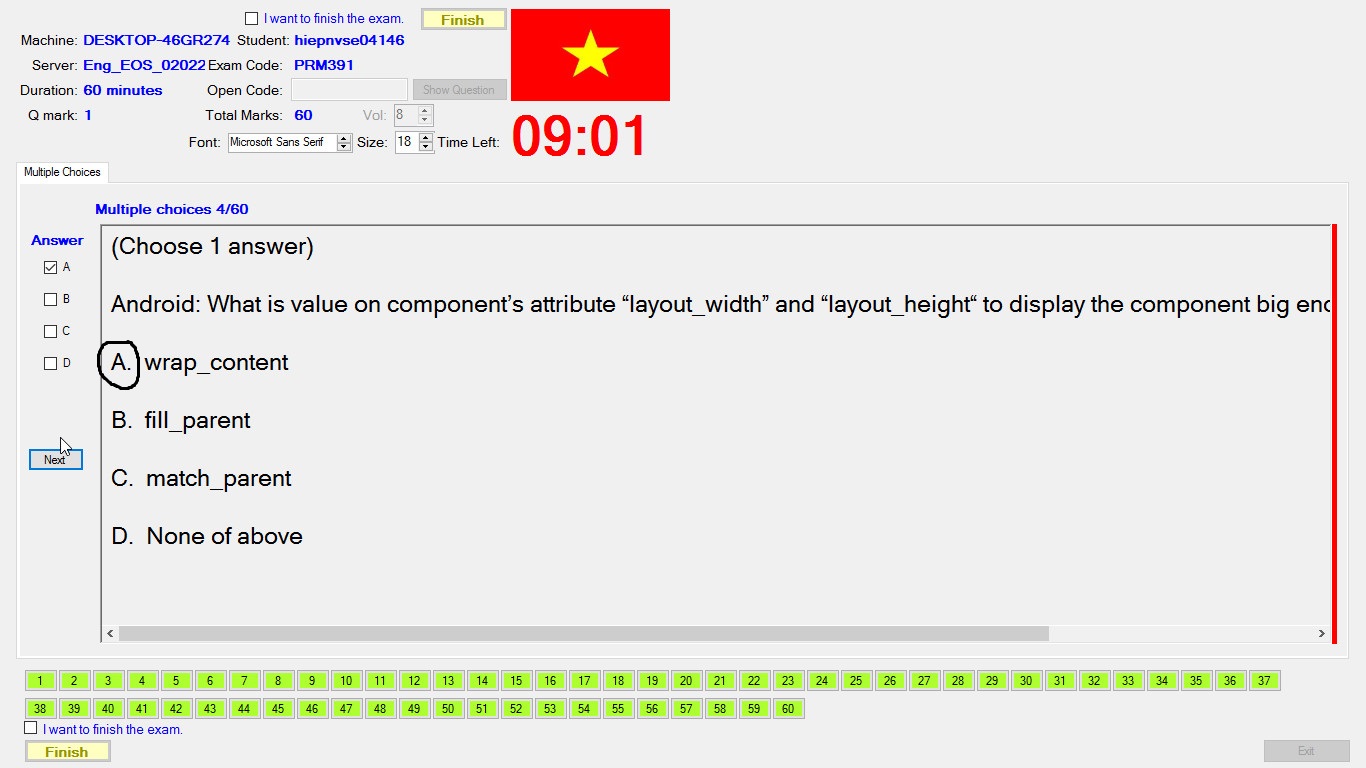 I want to finish the exam. Finish
Machine: DESKTOP-46GR274 Student: hiepnvse04146
Server: Eng_EOS_02022 Exam Code: PRM391
Duration: 60 minutes Open Code: Show Question
Q mark: 1 Total Marks: 60 Vol: 8
Font: Microsoft Sans Serif Size: 18 Time Left: 09:01
Multiple Choices
Multiple choices 4/60
Answer
A
B
C
D
Next
(Choose 1 answer)
Android: What is value on component’s attribute “layout_width” and “layout_height“ to display the component big
A. wrap_content
B. fill_parent
C. match_parent
D. None of above
1 2 3 4 5 6 7 8 9 10 11 12 13 14 15 16 17 18 19 20 21 22 23 24 25 26 27 28 29 30 31 32 33 34 35 36 37
38 39 40 41 42 43 44 45 46 47 48 49 50 51 52 53 54 55 56 57 58 59 60
I want to finish the exam.
Finish
Exit